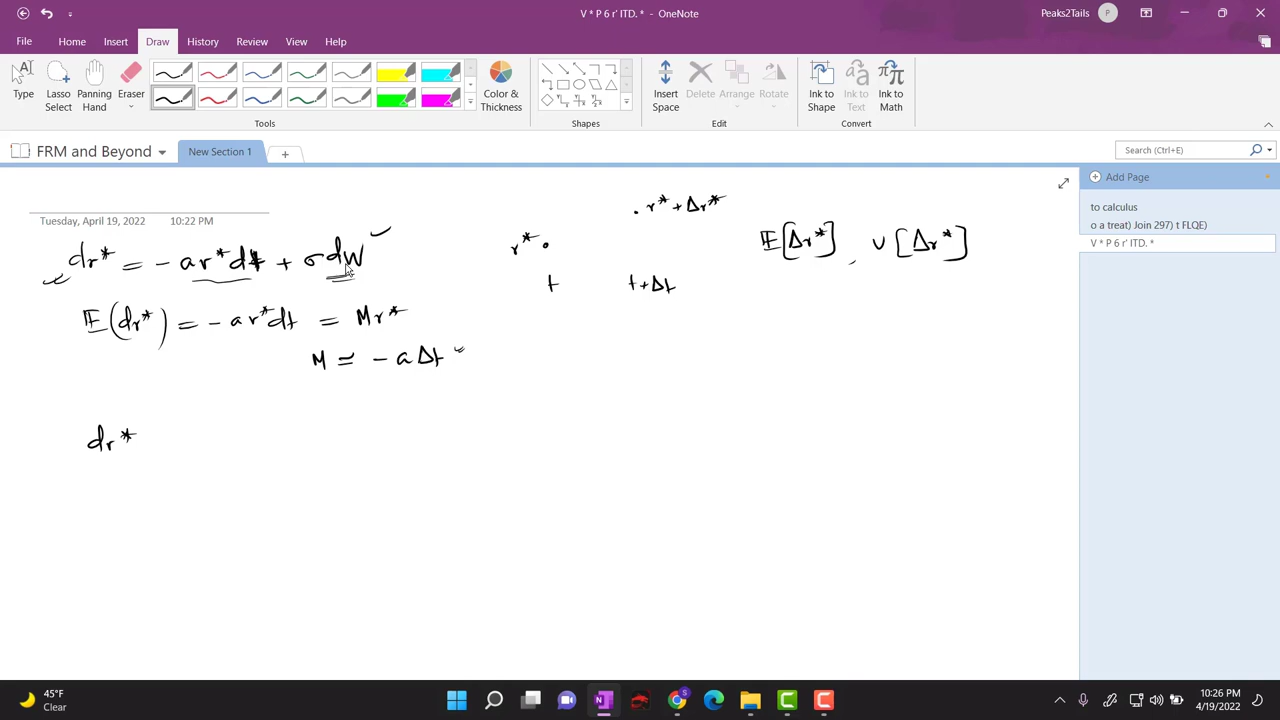 V * P 6 r' ITD. * - OneNote
Peaks2Tails
P
File Home Insert Draw History Review View Help
Type
Lasso Select
Panning Hand
Eraser
Color & Thickness
Insert Space
Delete
Arrange
Rotate
Ink to Shape
Ink to Text
Ink to Math
Tools
Shapes
Edit
Convert
FRM and Beyond
New Section 1
Search (Ctrl+E)
Add Page
to calculus
o a treat) Join 297) t FLQE)
V * P 6 r' ITD. *
Tuesday, April 19, 2022 10:22 PM
dr* = - ar*dt + σdW
r* . . r*+Δr*
t t+Δt
𝔼[Δr*] , V[Δr*]
𝔼(dr*) = - ar*dt = Mr*
M ≃ - aΔt
dr*
45°F
Clear
10:26 PM
4/19/2022